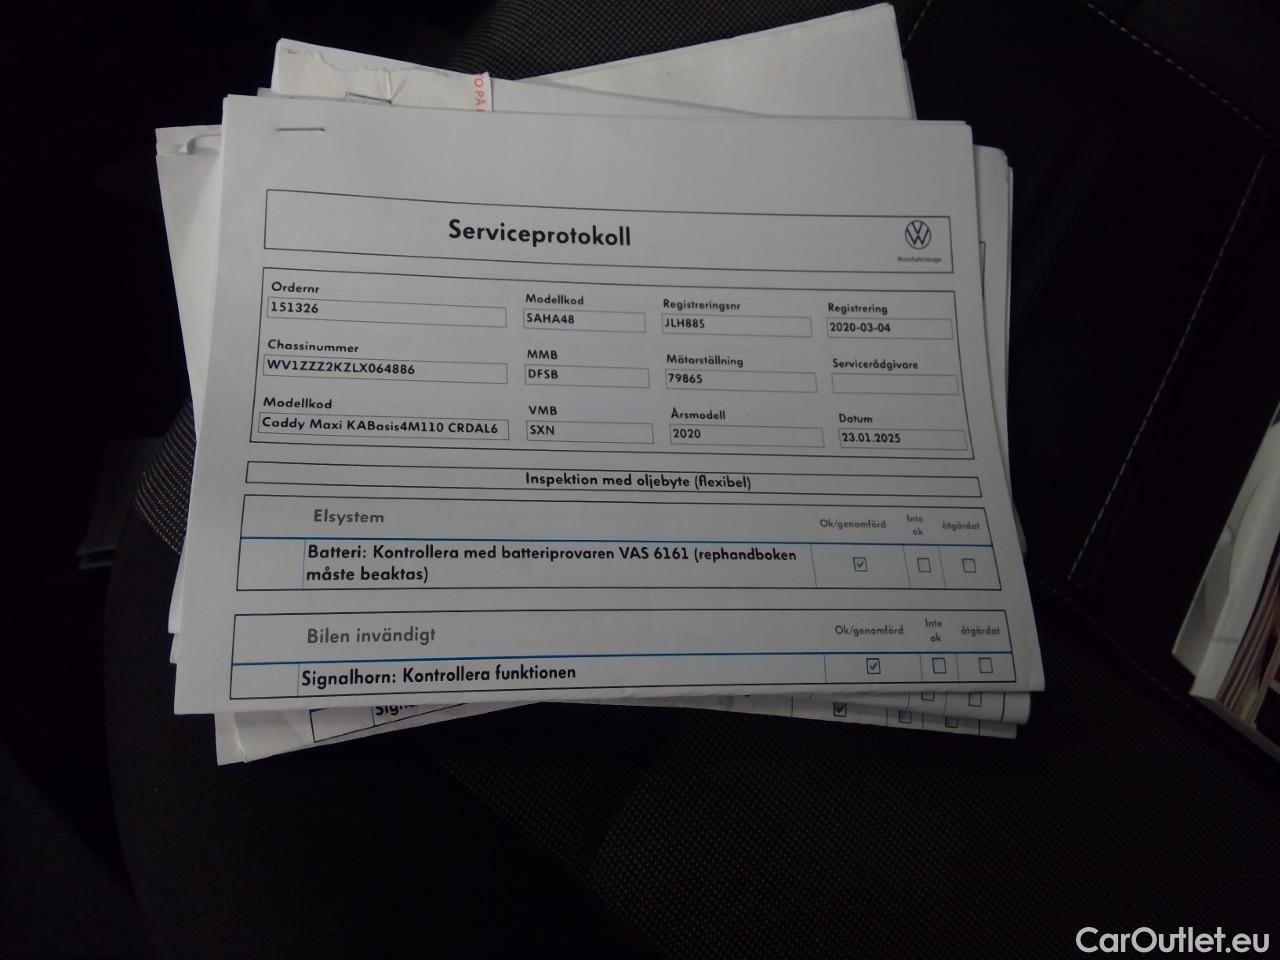 OPÅ
Serviceprotokoll
Nutzfahrzeuge
Ordernr
151326
Modellkod
SAHA48
Registreringsnr
JLH88S
Registrering
2020-03-04
Chassinummer
WV1ZZZ2KZLX064886
MMB
DFSB
Mätarställning
79865
Servicerådgivare
Modellkod
Caddy Maxi KABasis4M110 CRDAL6
VMB
SXN
Årsmodell
2020
Datum
23.01.2025
Inspektion med oljebyte (flexibel)
Elsystem
Ok/genomförd
Inte
ok
åtgärdat
Batteri: Kontrollera med batteriprovaren VAS 6161 (rephandboken
måste beaktas)
Bilen invändigt
Ok/genomförd
Inte
ok
åtgärdat
Signalhorn: Kontrollera funktionen
CarOutlet.eu